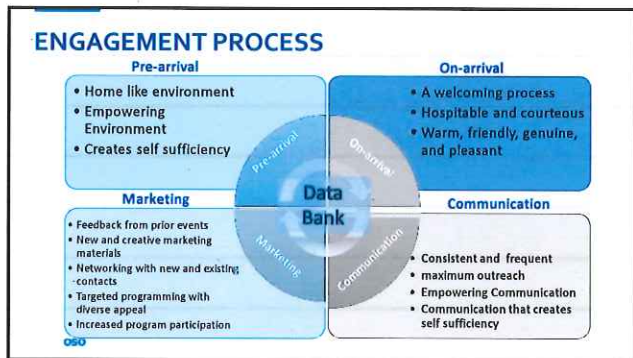 ENGAGEMENT PROCESS
Pre-arrival
• Home like environment
• Empowering
Environment
• Creates self sufficiency
On-arrival
• A welcoming process
• Hospitable and courteous
• Warm, friendly, genuine,
and pleasant
Pre-arrival
On-arrival
Data
Bank
Marketing
Communication
Marketing
• Feedback from prior events
• New and creative marketing
materials
• Networking with new and existing
contacts
• Targeted programming with
diverse appeal
• Increased program participation
Communication
• Consistent and frequent
• maximum outreach
• Empowering Communication
• Communication that creates
self sufficiency
OSO